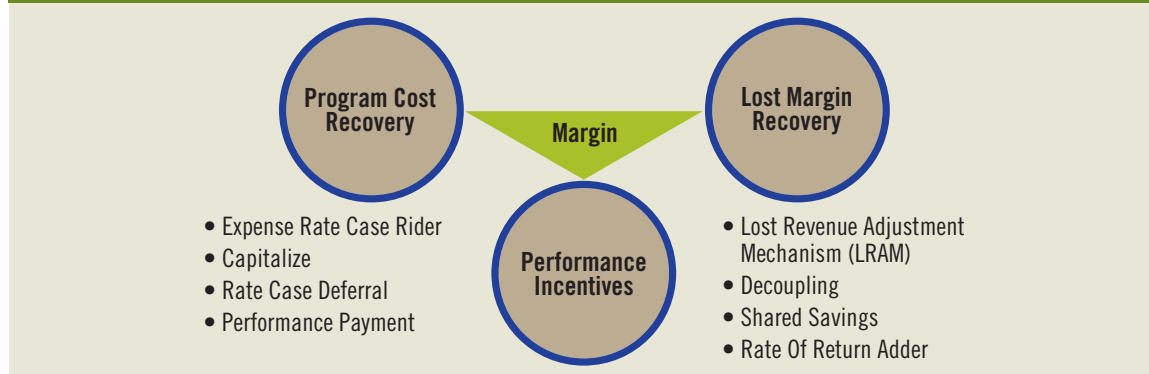 Program Cost
Recovery
Margin
Lost Margin
Recovery
Performance
Incentives
• Expense Rate Case Rider
• Capitalize
• Rate Case Deferral
• Performance Payment
• Lost Revenue Adjustment
Mechanism (LRAM)
• Decoupling
• Shared Savings
• Rate Of Return Adder